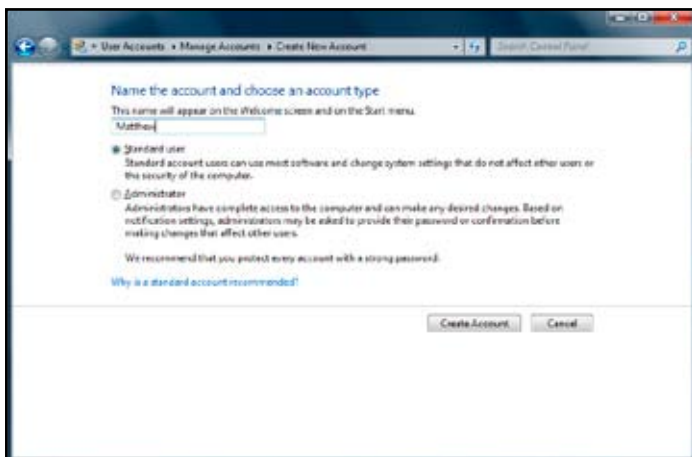 User Accounts ▸ Manage Accounts ▸ Create New Account
Search Control Panel
Name the account and choose an account type
This name will appear on the Welcome screen and on the Start menu.
Matthew
Standard user
Standard account users can use most software and change system settings that do not affect other users or
the security of the computer.
Administrator
Administrators have complete access to the computer and can make any desired changes. Based on
notification settings, administrators may be asked to provide their password or confirmation before
making changes that affect other users.
We recommend that you protect every account with a strong password.
Why is a standard account recommended?
Create Account
Cancel